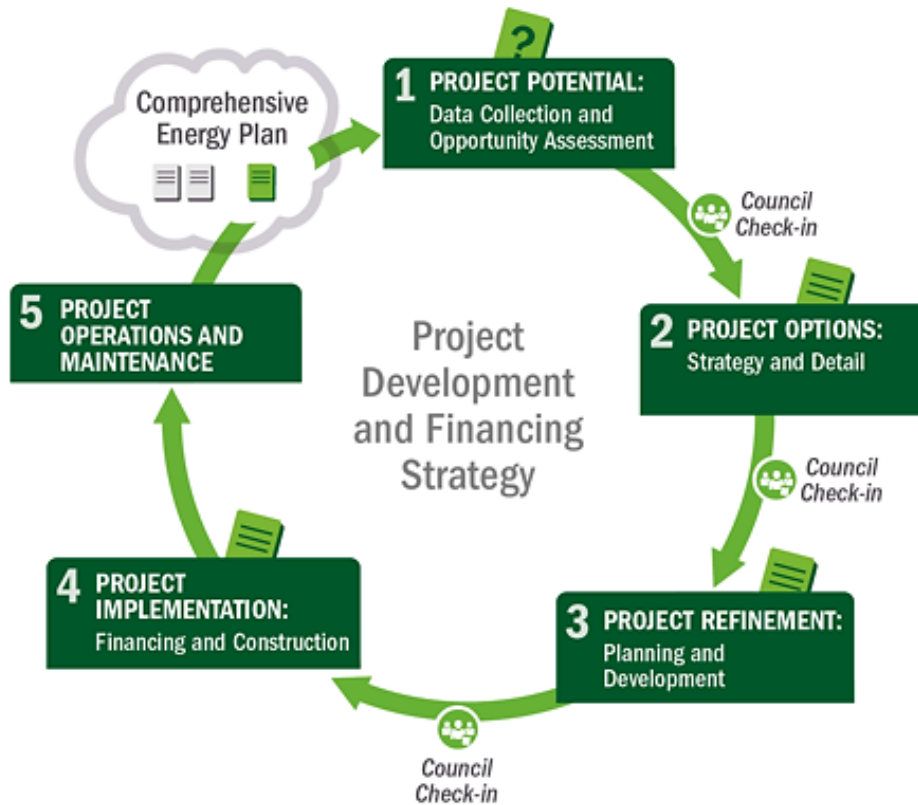 Comprehensive
Energy Plan
?
1 PROJECT POTENTIAL:
Data Collection and
Opportunity Assessment
Council
Check-in
2 PROJECT OPTIONS:
Strategy and Detail
Council
Check-in
3 PROJECT REFINEMENT:
Planning and
Development
Council
Check-in
4 PROJECT
IMPLEMENTATION:
Financing and Construction
5 PROJECT
OPERATIONS AND
MAINTENANCE
Project
Development
and Financing
Strategy